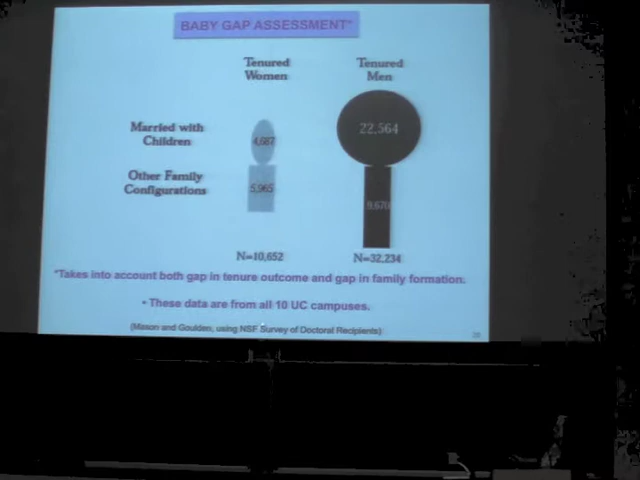 BABY GAP ASSESSMENT*
Tenured Women
Tenured Men
Married with Children
4,687
22,564
Other Family Configurations
5,965
9,670
N=10,652
N=32,234
*Takes into account both gap in tenure outcome and gap in family formation.
• These data are from all 10 UC campuses.
(Mason and Goulden, using NSF Survey of Doctoral Recipients)